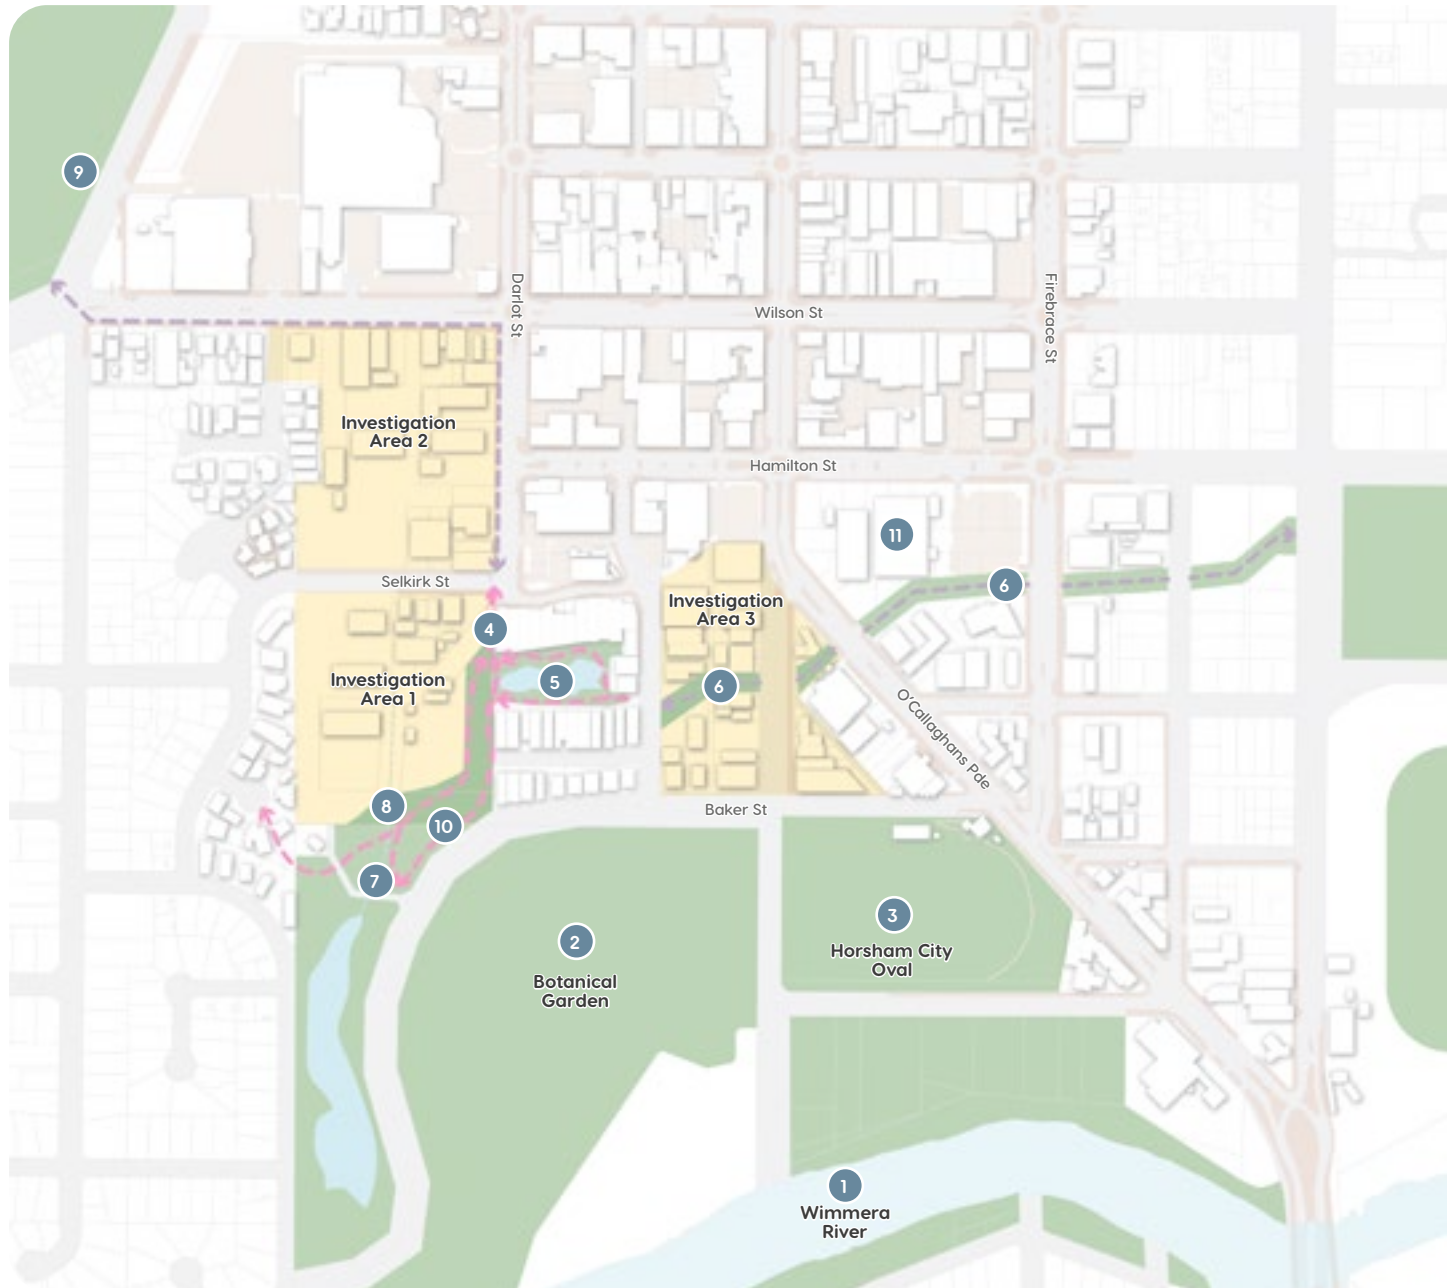 9
Darlot St
Wilson St
Firebrace St
Investigation
Area 2
Hamilton St
11
Selkirk St
6
Investigation
Area 3
4
Investigation
Area 1
5
6
O'Callaghans Pde
8
10
Baker St
7
3
Horsham City
Oval
2
Botanical
Garden
1
Wimmera
River